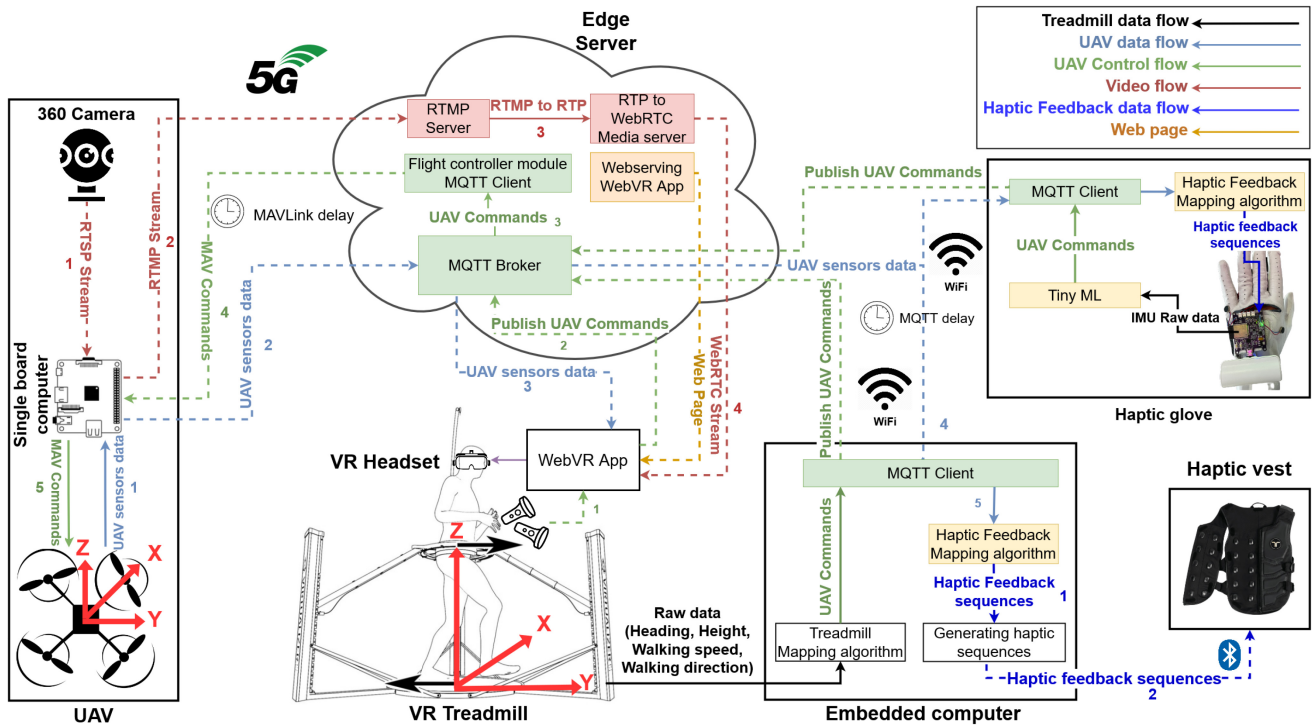 Edge
Server
5G
Treadmill data flow
UAV data flow
UAV Control flow
Video flow
Haptic Feedback data flow
Web page
360 Camera
RTSP Stream
1
RTMP Stream
2
MAV Commands
4
UAV sensors data
2
MAVLink delay
RTMP
Server
RTMP to RTP
3
RTP to
WebRTC
Media server
Flight controller module
MQTT Client
Webserving
WebVR App
UAV Commands
3
MQTT Broker
Publish UAV Commands
2
UAV sensors data
3
Web Page
WebRTC Stream
4
UAV sensors data
WiFi
MQTT delay
WiFi
Publish UAV Commands
Publish UAV Commands
4
MQTT Client
Haptic Feedback
Mapping algorithm
UAV Commands
Haptic feedback
sequences
Tiny ML
IMU Raw data
Haptic glove
Single board
computer
MAV Commands
5
UAV sensors data
1
Z
X
Y
UAV
VR Headset
WebVR App
1
Z
X
Y
VR Treadmill
Raw data
(Heading, Height,
Walking speed,
Walking direction)
MQTT Client
UAV Commands
5
Haptic Feedback
Mapping algorithm
Haptic Feedback
sequences
1
Treadmill
Mapping algorithm
Generating haptic
sequences
Haptic feedback sequences
2
Embedded computer
Haptic vest